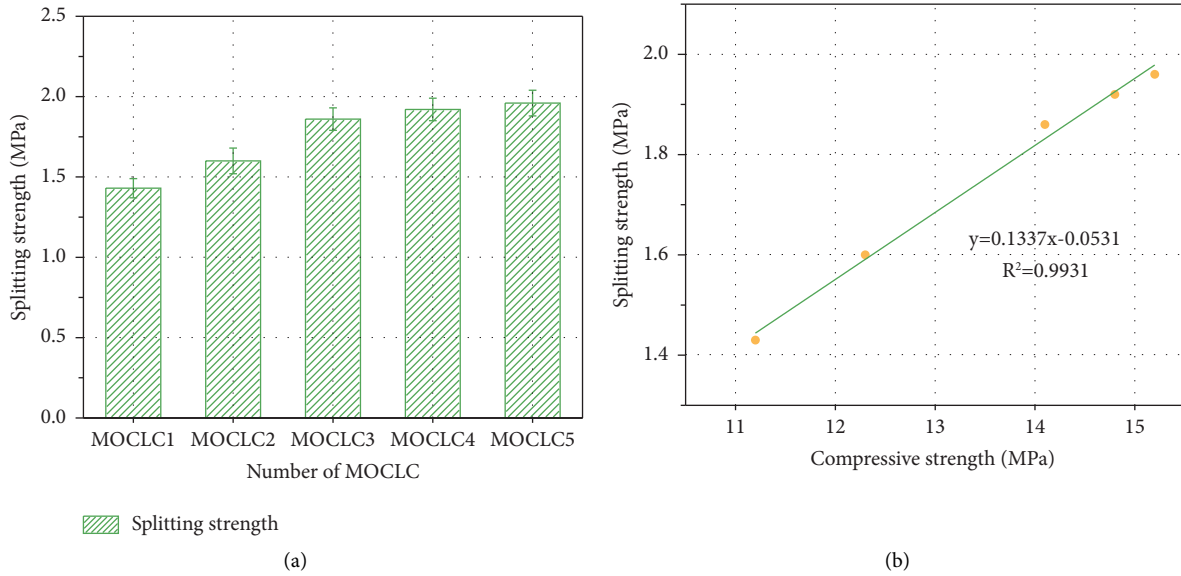 2.5
2.0
1.5
1.0
0.5
0.0
Splitting strength (MPa)
MOCLC1 MOCLC2 MOCLC3 MOCLC4 MOCLC5
Number of MOCLC
Splitting strength
(a)
2.0
1.8
1.6
1.4
Splitting strength (MPa)
y=0.1337x-0.0531
R²=0.9931
11 12 13 14 15
Compressive strength (MPa)
(b)